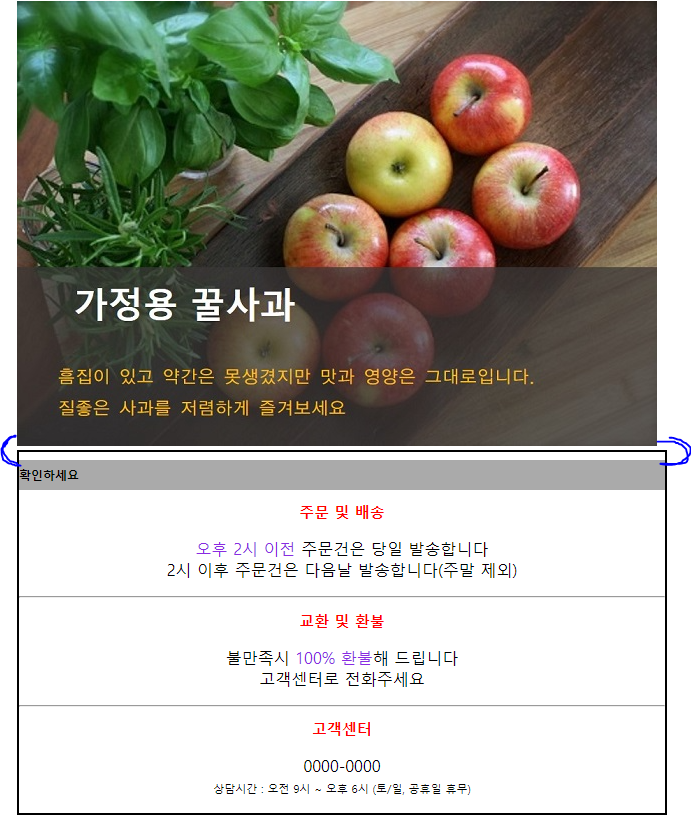 가정용 꿀사과
흠집이 있고 약간은 못생겼지만 맛과 영양은 그대로입니다.
질좋은 사과를 저렴하게 즐겨보세요
확인하세요
주문 및 배송
오후 2시 이전 주문건은 당일 발송합니다
2시 이후 주문건은 다음날 발송합니다(주말 제외)
교환 및 환불
불만족시 100% 환불해 드립니다
고객센터로 전화주세요
고객센터
0000-0000
상담시간 : 오전 9시 ~ 오후 6시 (토/일, 공휴일 휴무)